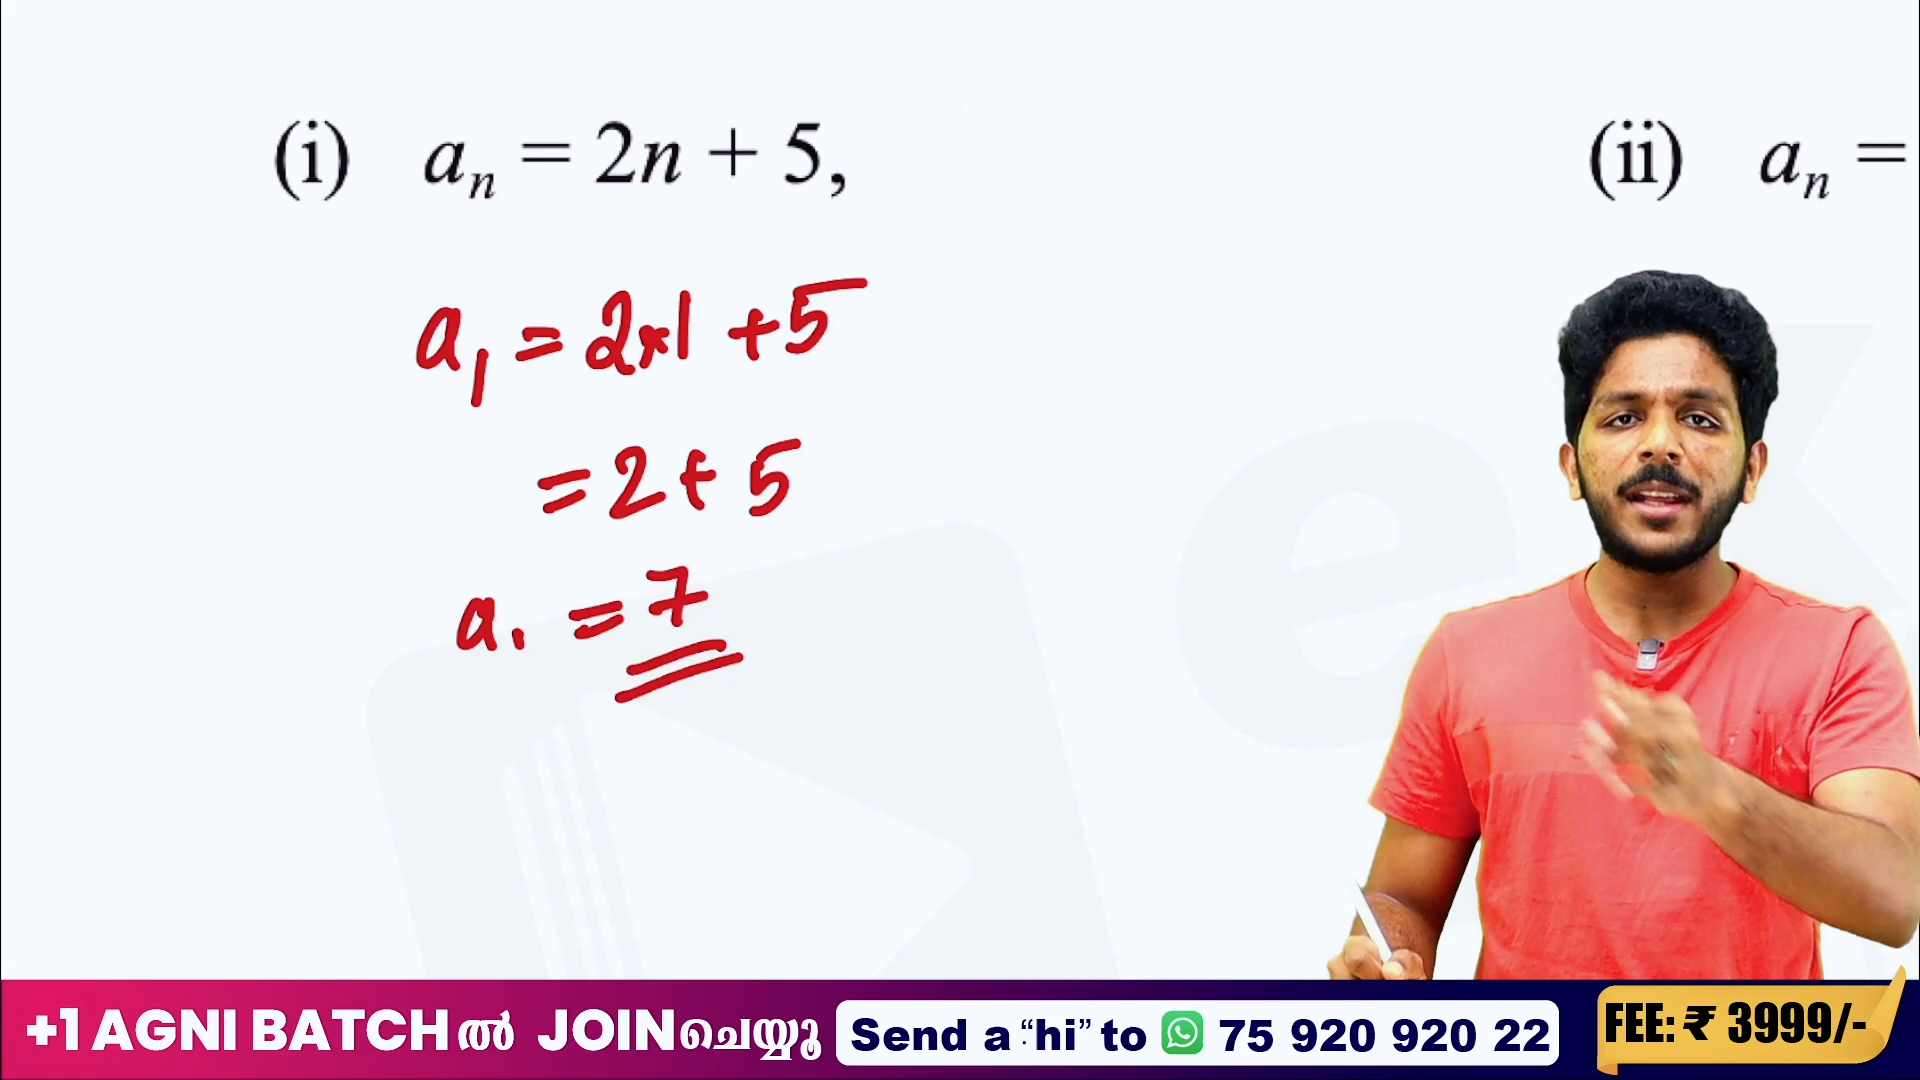 (i) aₙ = 2n + 5,
(ii) aₙ =
a₁ = 2×1 + 5
= 2 + 5
a₁ = 7
+1 AGNI BATCH ൽ JOIN ചെയ്യൂ
Send a “hi” to 75 920 920 22
FEE: ₹ 3999/-